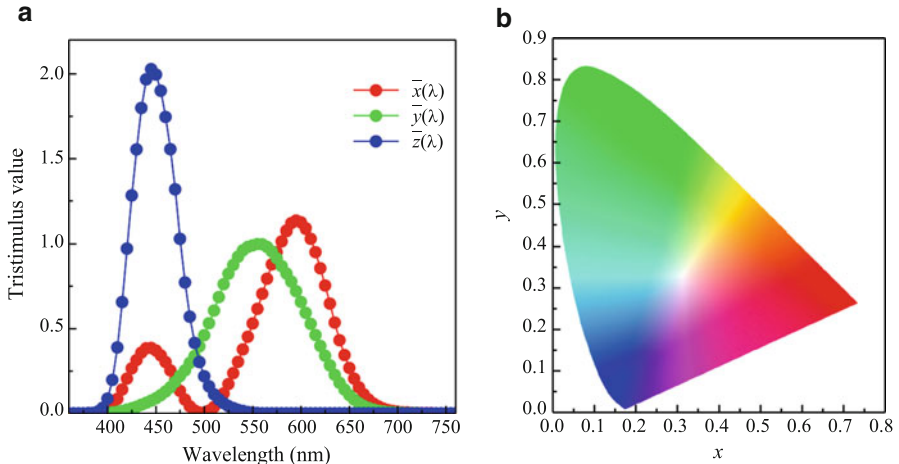 a
2.0
1.5
1.0
0.5
0.0
Tristimulus value
x̅(λ)
y̅(λ)
z̅(λ)
400 450 500 550 600 650 700 750
Wavelength (nm)
b
0.9
0.8
0.7
0.6
0.5
0.4
0.3
0.2
0.1
0.0
y
0.0 0.1 0.2 0.3 0.4 0.5 0.6 0.7 0.8
x